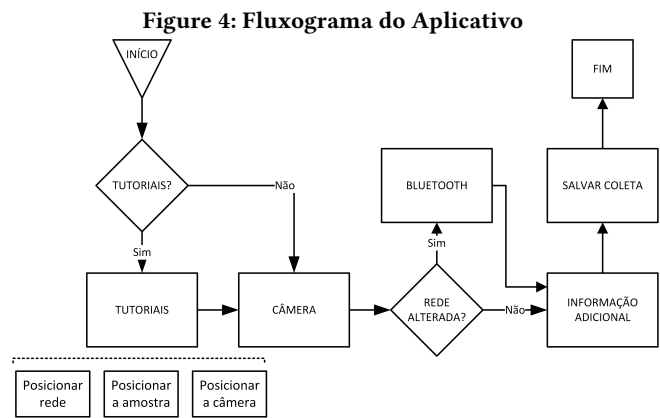 Figure 4: Fluxograma do Aplicativo
INÍCIO
FIM
TUTORIAIS?
Não
BLUETOOTH
SALVAR COLETA
Sim
Sim
TUTORIAIS
CÂMERA
REDE
ALTERADA?
Não
INFORMAÇÃO
ADICIONAL
Posicionar
rede
Posicionar
a amostra
Posicionar
a câmera